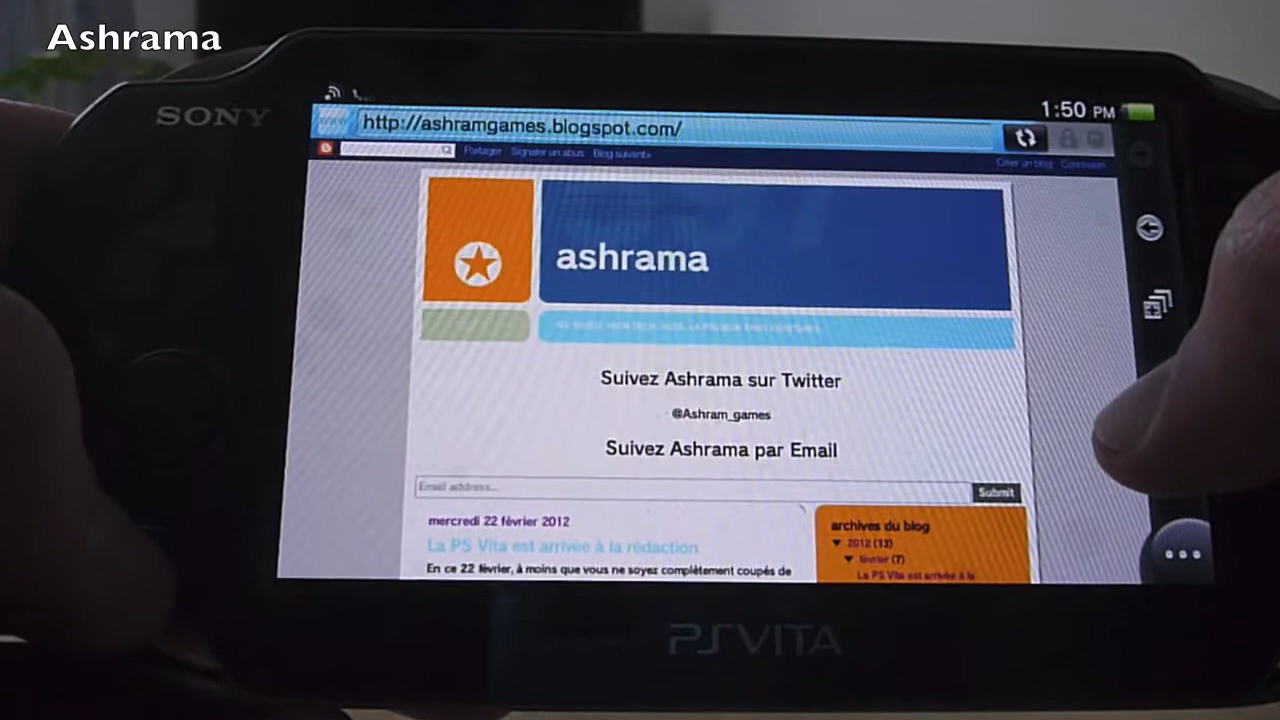 Ashrama
SONY
1:50 PM
http://ashramgames.blogspot.com/
Partager Signaler un abus Blog suivant»
Créer un blog Connexion
ashrama
Suivez Ashrama sur Twitter
@Ashram_games
Suivez Ashrama par Email
Email address...
Submit
mercredi 22 février 2012
La PS Vita est arrivée à la rédaction
En ce 22 février, à moins que vous ne soyez complètement coupés de
archives du blog
▼ 2012 (13)
▼ février (7)
La PS Vita est arrivée à la
PSVITA